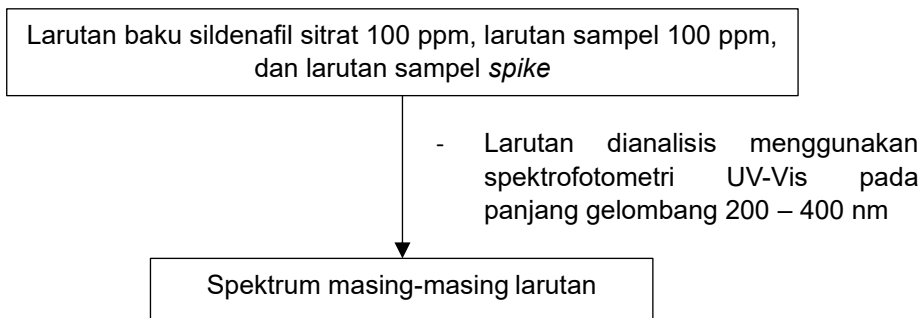 Larutan baku sildenafil sitrat 100 ppm, larutan sampel 100 ppm,
dan larutan sampel spike
- Larutan dianalisis menggunakan
spektrofotometri UV-Vis pada
panjang gelombang 200 – 400 nm
Spektrum masing-masing larutan